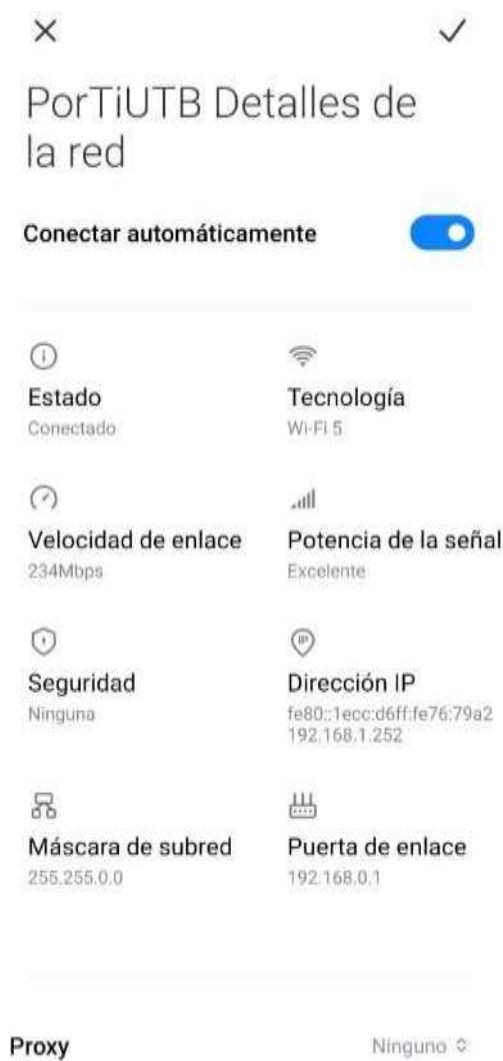 PorTiUTB Detalles de
la red
Conectar automáticamente
Estado
Conectado
Tecnología
Wi-Fi 5
Velocidad de enlace
234Mbps
Potencia de la señal
Excelente
Seguridad
Ninguna
IP
Dirección IP
fe80::1ecc:d6ff:fe76:79a2
192.168.1.252
Máscara de subred
255.255.0.0
Puerta de enlace
192.168.0.1
Proxy
Ninguno